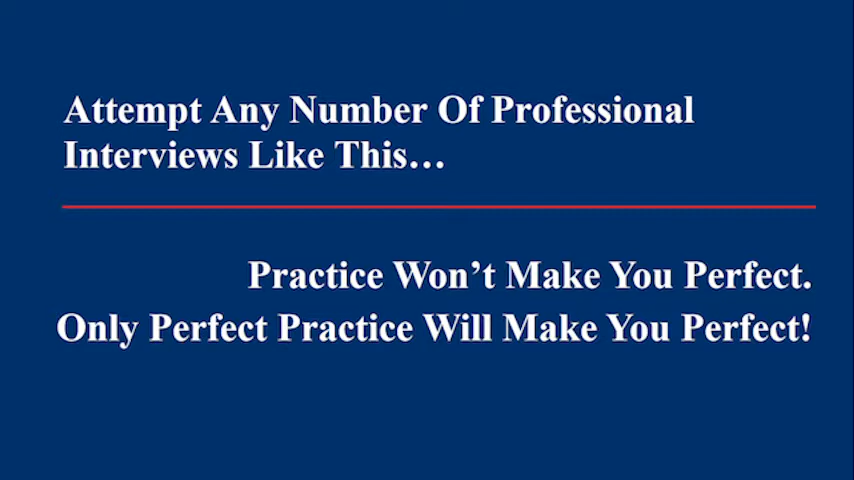 Attempt Any Number Of Professional
Interviews Like This…
Practice Won’t Make You Perfect.
Only Perfect Practice Will Make You Perfect!